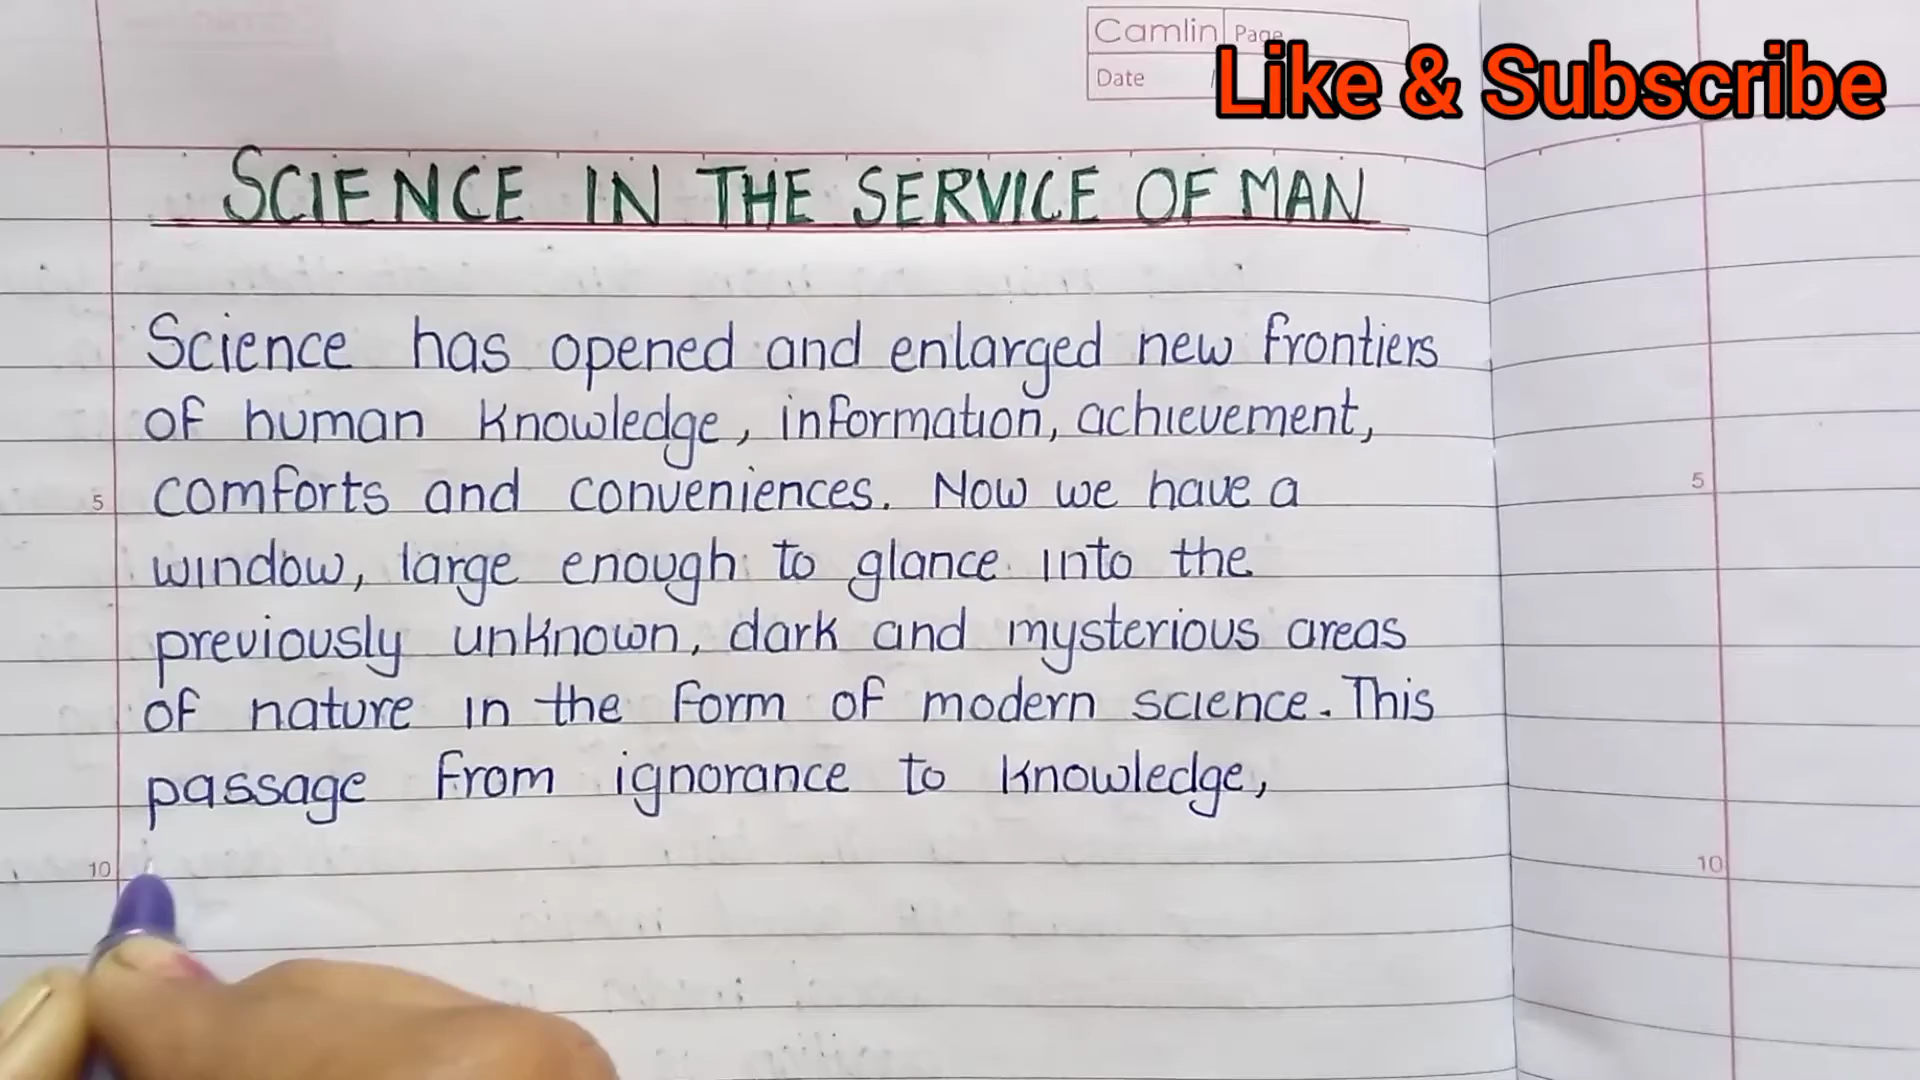 Camlin Page
Date
Like & Subscribe
SCIENCE IN THE SERVICE OF MAN
Science has opened and enlarged new frontiers
of human knowledge, information, achievement,
5 comforts and conveniences. Now we have a
window, large enough to glance into the
previously unknown, dark and mysterious areas
of nature in the form of modern science. This
passage from ignorance to knowledge,
10
5
10